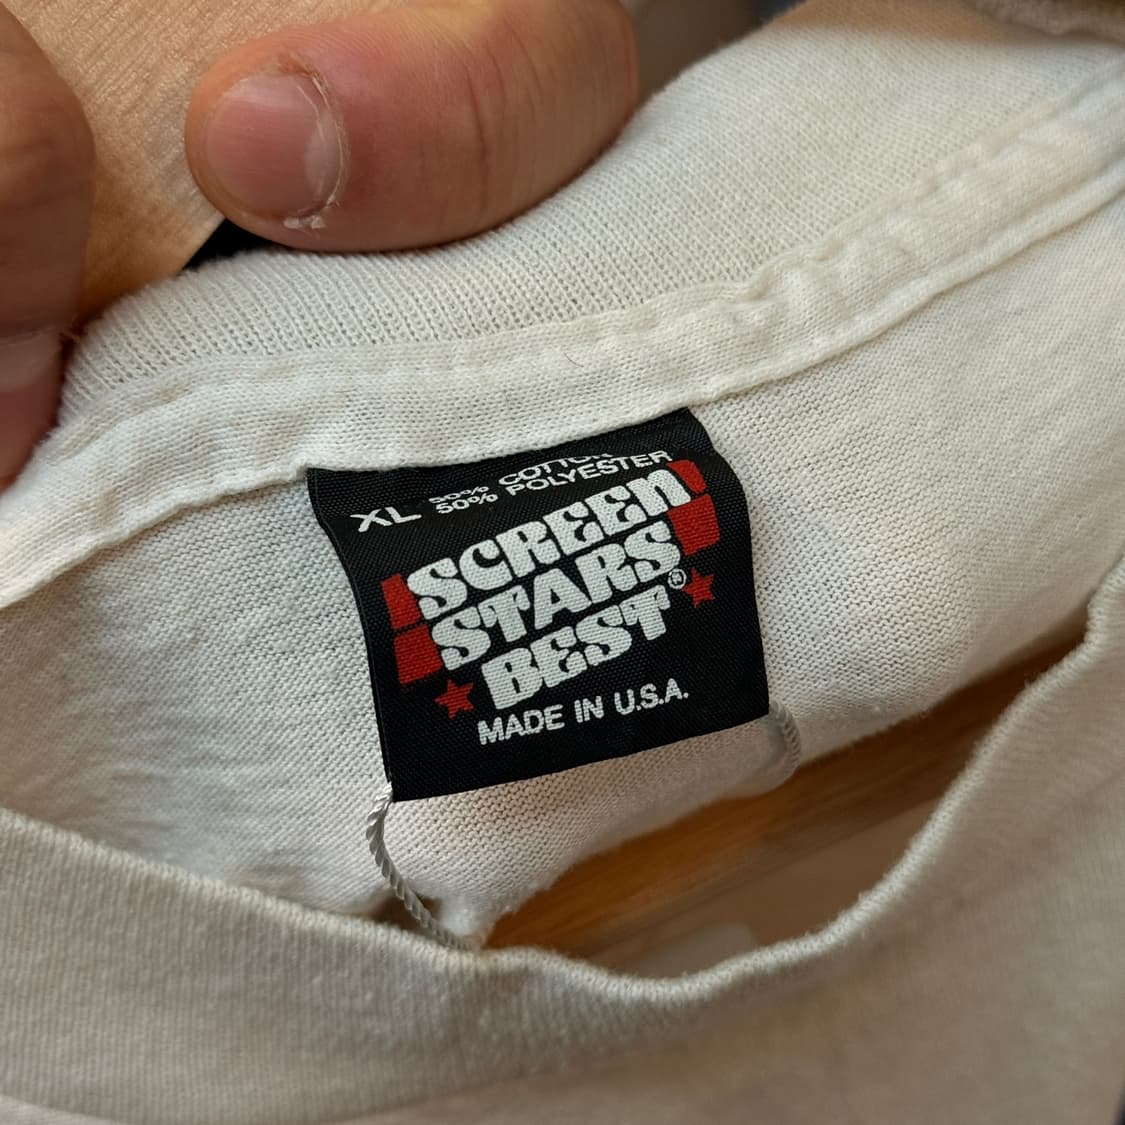 XL 50% COTTON
50% POLYESTER
SCREEN
STARS
BEST®
MADE IN U.S.A.